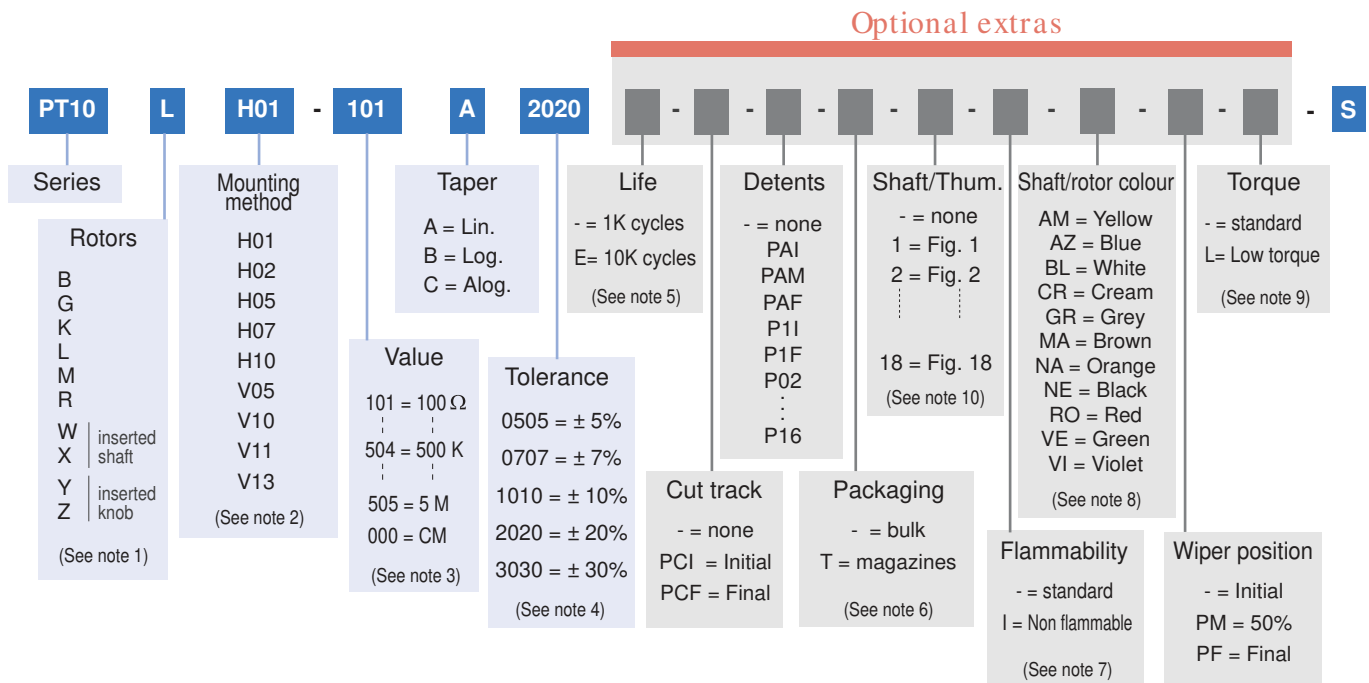 Optional extras
PT10 L H01 - 101 A 2020 - - - - - - - - - S
Series
Rotors
B
G
K
L
M
R
W
X
inserted
shaft
Y
Z
inserted
knob
(See note 1)
Mounting
method
H01
H02
H05
H07
H10
V05
V10
V11
V13
(See note 2)
Value
101 = 100 Ω
504 = 500 K
505 = 5 M
000 = CM
(See note 3)
Taper
A = Lin.
B = Log.
C = Alog.
Tolerance
0505 = ± 5%
0707 = ± 7%
1010 = ± 10%
2020 = ± 20%
3030 = ± 30%
(See note 4)
Life
- = 1K cycles
E= 10K cycles
(See note 5)
Cut track
- = none
PCI = Initial
PCF = Final
Detents
- = none
PAI
PAM
PAF
P1I
P1F
P02
P16
Packaging
- = bulk
T = magazines
(See note 6)
Shaft/Thum.
- = none
1 = Fig. 1
2 = Fig. 2
18 = Fig. 18
(See note 10)
Flammability
- = standard
I = Non flammable
(See note 7)
Shaft/rotor colour
AM = Yellow
AZ = Blue
BL = White
CR = Cream
GR = Grey
MA = Brown
NA = Orange
NE = Black
RO = Red
VE = Green
VI = Violet
(See note 8)
Wiper position
- = Initial
PM = 50%
PF = Final
Torque
- = standard
L= Low torque
(See note 9)